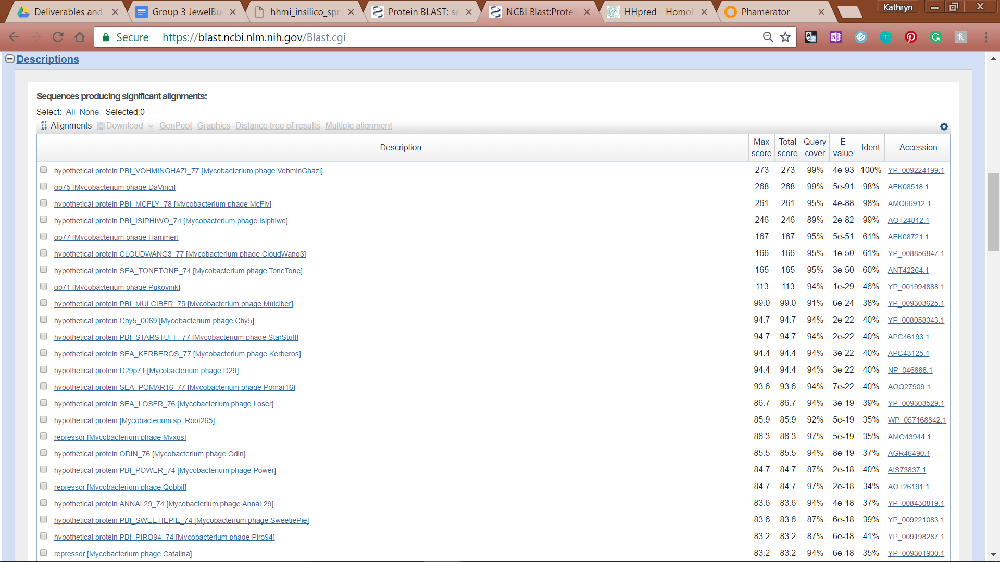 Deliverables and
Group 3 JewelBu
hhmi_insilico_spr
Protein BLAST: se
NCBI Blast:Protei
HHpred - Homol
Phamerator
Kathryn
Secure https://blast.ncbi.nlm.nih.gov/Blast.cgi
Descriptions
Sequences producing significant alignments:
Select: All None Selected:0
Alignments Download GenPept Graphics Distance tree of results Multiple alignment
Description Max score Total score Query cover E value Ident Accession
hypothetical protein PBI_VOHMINGHAZI_77 [Mycobacterium phage VohminGhazi] 273 273 99% 4e-93 100% YP_009224199.1
gp75 [Mycobacterium phage DaVinci] 268 268 99% 5e-91 98% AEK08518.1
hypothetical protein PBI_MCFLY_78 [Mycobacterium phage McFly] 261 261 95% 4e-88 98% AMQ66912.1
hypothetical protein PBI_ISIPHIWO_74 [Mycobacterium phage Isiphiwo] 246 246 89% 2e-82 99% AOT24812.1
gp77 [Mycobacterium phage Hammer] 167 167 95% 5e-51 61% AEK08721.1
hypothetical protein CLOUDWANG3_77 [Mycobacterium phage CloudWang3] 166 166 95% 1e-50 61% YP_008856847.1
hypothetical protein SEA_TONETONE_74 [Mycobacterium phage ToneTone] 165 165 95% 3e-50 60% ANT42264.1
gp71 [Mycobacterium phage Pukovnik] 113 113 94% 1e-29 46% YP_001994888.1
hypothetical protein PBI_MULCIBER_75 [Mycobacterium phage Mulciber] 99.0 99.0 91% 6e-24 38% YP_009303625.1
hypothetical protein Chy5_0069 [Mycobacterium phage Chy5] 94.7 94.7 94% 2e-22 40% YP_008058343.1
hypothetical protein PBI_STARSTUFF_77 [Mycobacterium phage StarStuff] 94.7 94.7 94% 2e-22 40% APC46193.1
hypothetical protein SEA_KERBEROS_77 [Mycobacterium phage Kerberos] 94.4 94.4 94% 3e-22 40% APC43125.1
hypothetical protein D29p71 [Mycobacterium phage D29] 94.4 94.4 94% 3e-22 40% NP_046888.1
hypothetical protein SEA_POMAR16_77 [Mycobacterium phage Pomar16] 93.6 93.6 94% 7e-22 40% AOQ27909.1
hypothetical protein SEA_LOSER_76 [Mycobacterium phage Loser] 86.7 86.7 94% 3e-19 39% YP_009303529.1
hypothetical protein [Mycobacterium sp. Root265] 85.9 85.9 92% 5e-19 35% WP_057168842.1
repressor [Mycobacterium phage Myxus] 86.3 86.3 97% 5e-19 35% AMO43944.1
hypothetical protein ODIN_76 [Mycobacterium phage Odin] 85.5 85.5 94% 8e-19 37% AGR46490.1
hypothetical protein PBI_POWER_74 [Mycobacterium phage Power] 84.7 84.7 87% 2e-18 40% AIS73837.1
repressor [Mycobacterium phage Qobbit] 84.7 84.7 97% 2e-18 34% AOT26191.1
hypothetical protein ANNAL29_74 [Mycobacterium phage AnnaL29] 83.6 83.6 94% 4e-18 37% YP_008430819.1
hypothetical protein PBI_SWEETIEPIE_74 [Mycobacterium phage SweetiePie] 83.6 83.6 87% 6e-18 39% YP_009221083.1
hypothetical protein PBI_PIRO94_74 [Mycobacterium phage Piro94] 83.2 83.2 87% 6e-18 41% YP_009198287.1
repressor [Mycobacterium phage Catalina] 83.2 83.2 94% 6e-18 35% YP_009301900.1